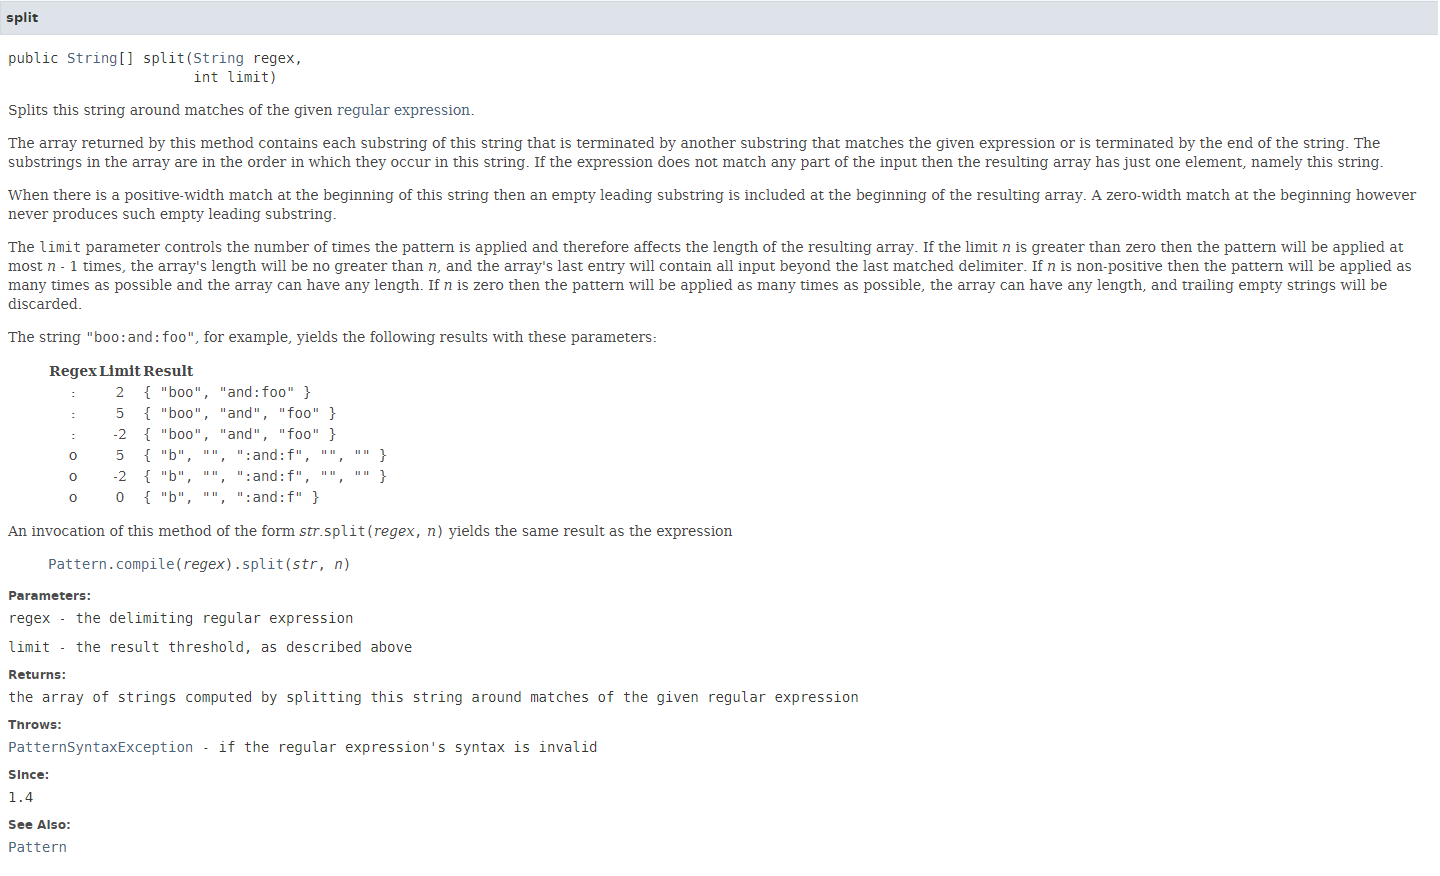 split
public String[] split(String regex,
                      int limit)
Splits this string around matches of the given regular expression.
The array returned by this method contains each substring of this string that is terminated by another substring that matches the given expression or is terminated by the end of the string. The
substrings in the array are in the order in which they occur in this string. If the expression does not match any part of the input then the resulting array has just one element, namely this string.
When there is a positive-width match at the beginning of this string then an empty leading substring is included at the beginning of the resulting array. A zero-width match at the beginning however
never produces such empty leading substring.
The limit parameter controls the number of times the pattern is applied and therefore affects the length of the resulting array. If the limit n is greater than zero then the pattern will be applied at
most n - 1 times, the array's length will be no greater than n, and the array's last entry will contain all input beyond the last matched delimiter. If n is non-positive then the pattern will be applied as
many times as possible and the array can have any length. If n is zero then the pattern will be applied as many times as possible, the array can have any length, and trailing empty strings will be
discarded.
The string "boo:and:foo", for example, yields the following results with these parameters:
Regex Limit Result
: 2 { "boo", "and:foo" }
: 5 { "boo", "and", "foo" }
: -2 { "boo", "and", "foo" }
o 5 { "b", "", ":and:f", "", "" }
o -2 { "b", "", ":and:f", "", "" }
o 0 { "b", "", ":and:f" }
An invocation of this method of the form str.split(regex, n) yields the same result as the expression
Pattern.compile(regex).split(str, n)
Parameters:
regex - the delimiting regular expression
limit - the result threshold, as described above
Returns:
the array of strings computed by splitting this string around matches of the given regular expression
Throws:
PatternSyntaxException - if the regular expression's syntax is invalid
Since:
1.4
See Also:
Pattern